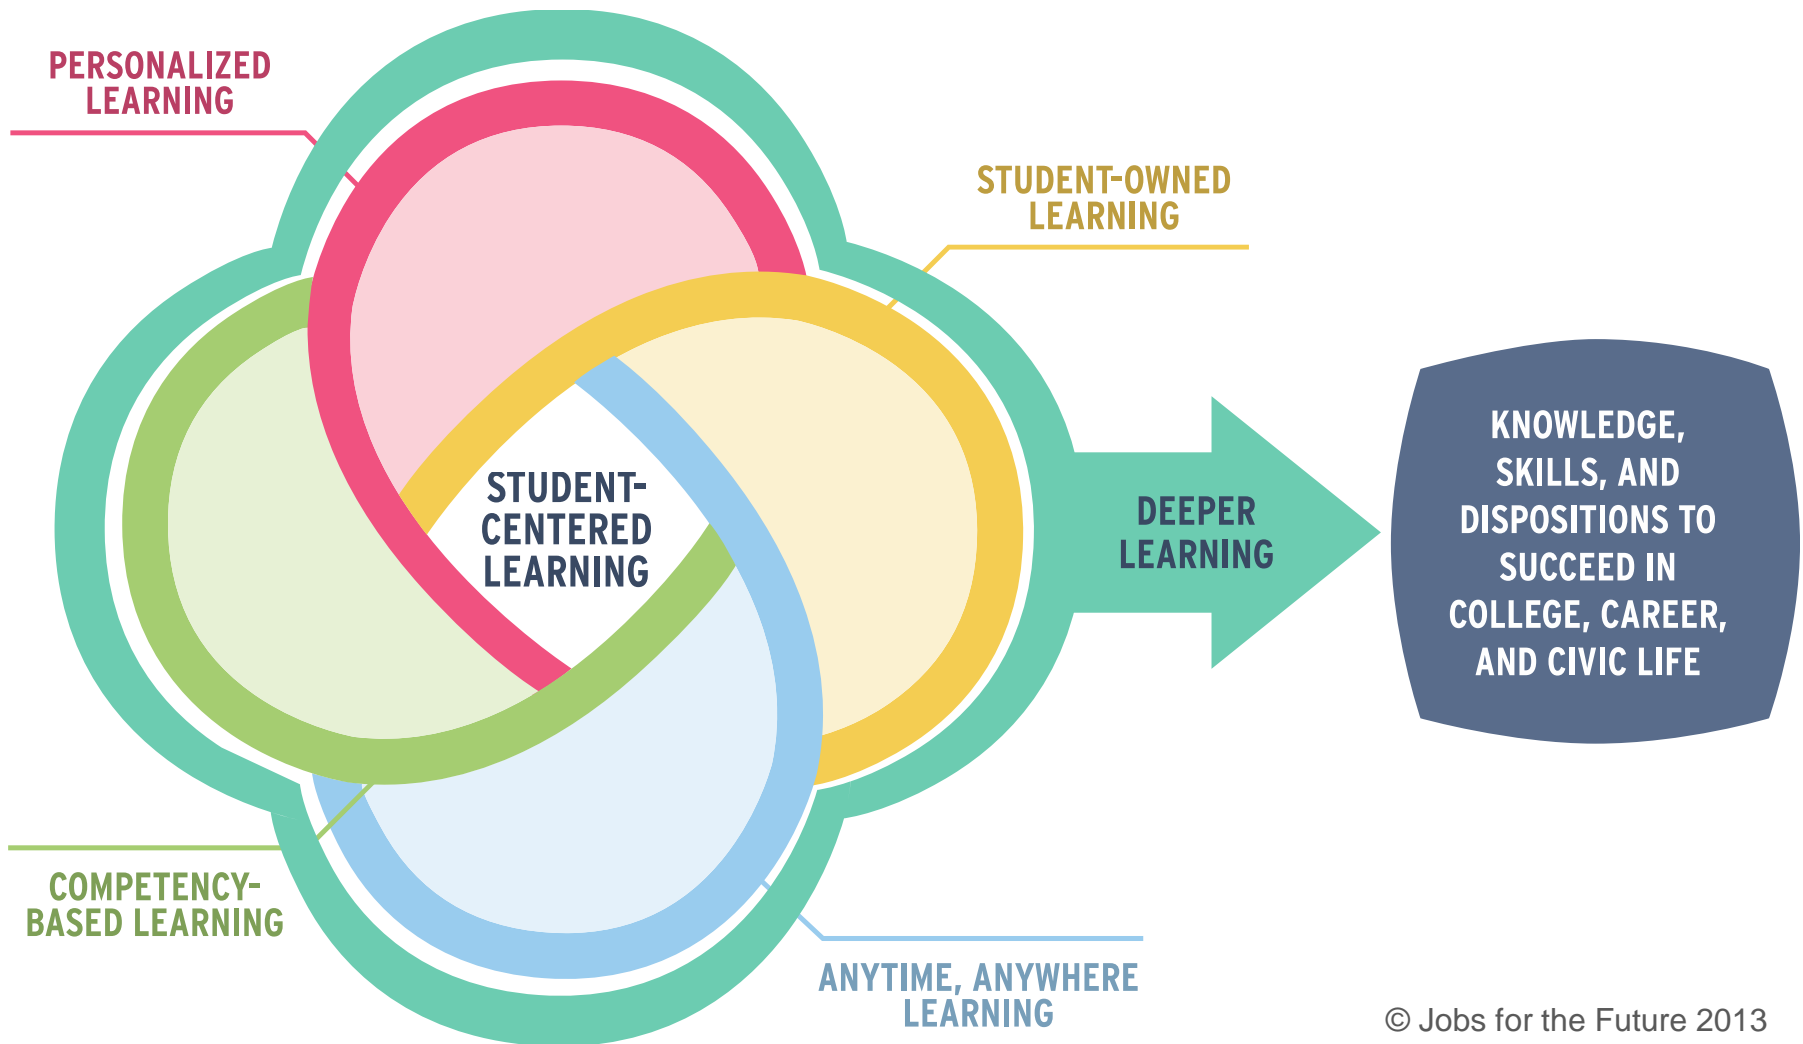 PERSONALIZED
LEARNING
STUDENT-OWNED
LEARNING
STUDENT-
CENTERED
LEARNING
DEEPER
LEARNING
KNOWLEDGE,
SKILLS, AND
DISPOSITIONS TO
SUCCEED IN
COLLEGE, CAREER,
AND CIVIC LIFE
COMPETENCY-
BASED LEARNING
ANYTIME, ANYWHERE
LEARNING
© Jobs for the Future 2013